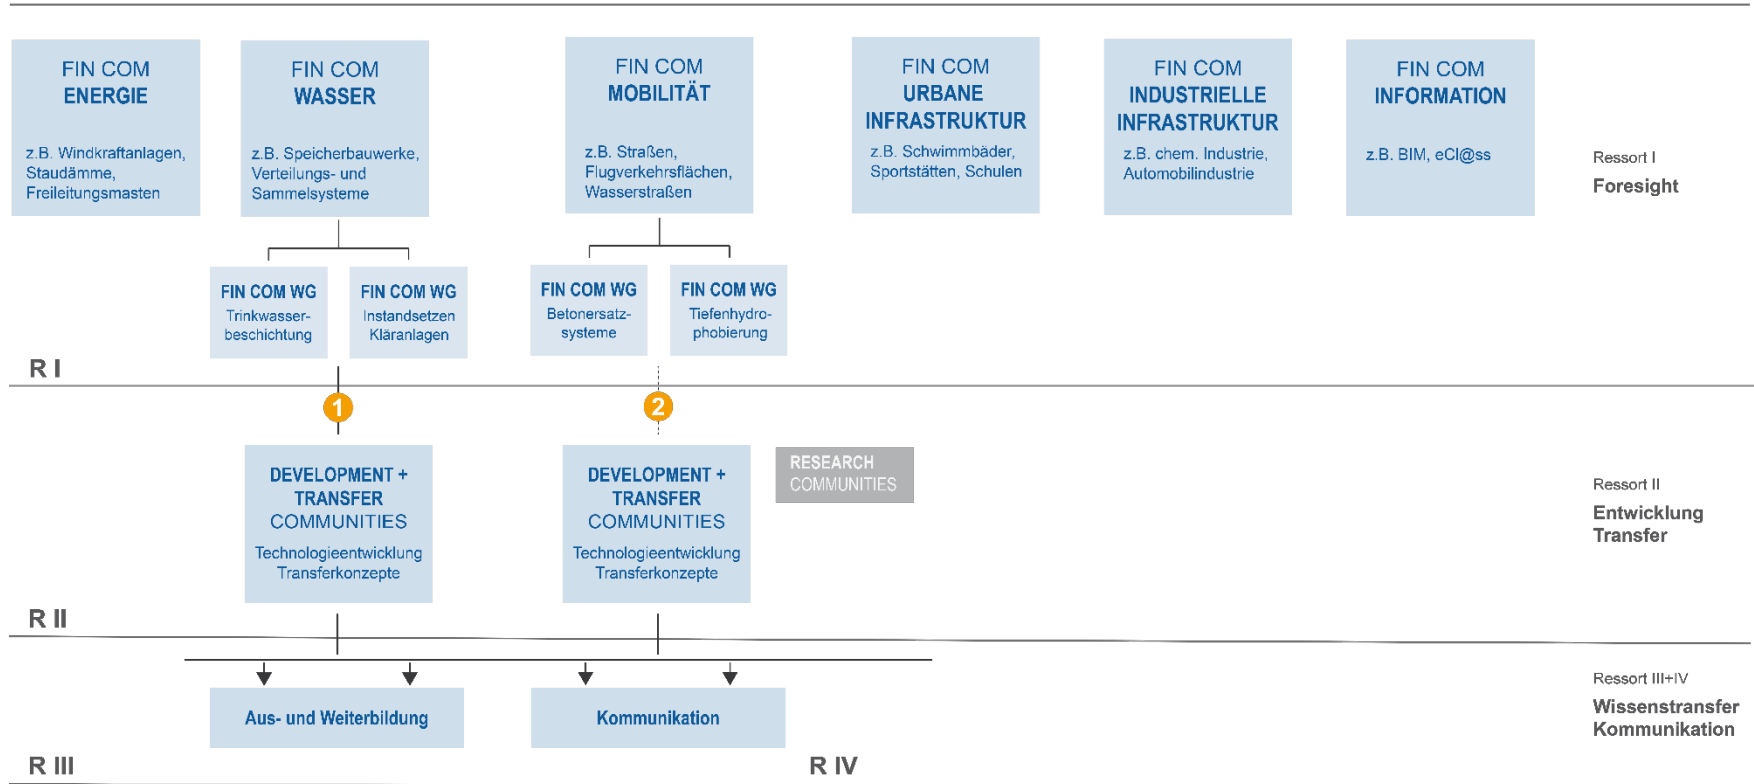 FIN COM
ENERGIE
z.B. Windkraftanlagen,
Staudämme,
Freileitungsmasten
FIN COM
WASSER
z.B. Speicherbauwerke,
Verteilungs- und
Sammelsysteme
FIN COM
MOBILITÄT
z.B. Straßen,
Flugverkehrsflächen,
Wasserstraßen
FIN COM
URBANE
INFRASTRUKTUR
z.B. Schwimmbäder,
Sportstätten, Schulen
FIN COM
INDUSTRIELLE
INFRASTRUKTUR
z.B. chem. Industrie,
Automobilindustrie
FIN COM
INFORMATION
z.B. BIM, eCl@ss
Ressort I
Foresight
FIN COM WG
Trinkwasser-
beschichtung
FIN COM WG
Instandsetzen
Kläranlagen
FIN COM WG
Betonersatz-
systeme
FIN COM WG
Tiefenhydro-
phobierung
R I
1
2
DEVELOPMENT +
TRANSFER
COMMUNITIES
Technologieentwicklung
Transferkonzepte
DEVELOPMENT +
TRANSFER
COMMUNITIES
Technologieentwicklung
Transferkonzepte
RESEARCH
COMMUNITIES
Ressort II
Entwicklung
Transfer
R II
Aus- und Weiterbildung
Kommunikation
Ressort III+IV
Wissenstransfer
Kommunikation
R III
R IV